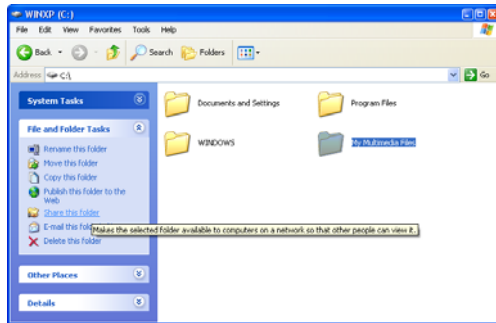 WINXP (C:)
File Edit View Favorites Tools Help
Back Search Folders
Address C:\ Go
System Tasks
Documents and Settings Program Files
File and Folder Tasks
WINDOWS My Multimedia Files
Rename this folder
Move this folder
Copy this folder
Publish this folder to the
Web
Share this folder
E-mail this fold
Makes the selected folder available to computers on a network so that other people can view it.
Delete this folder
Other Places
Details